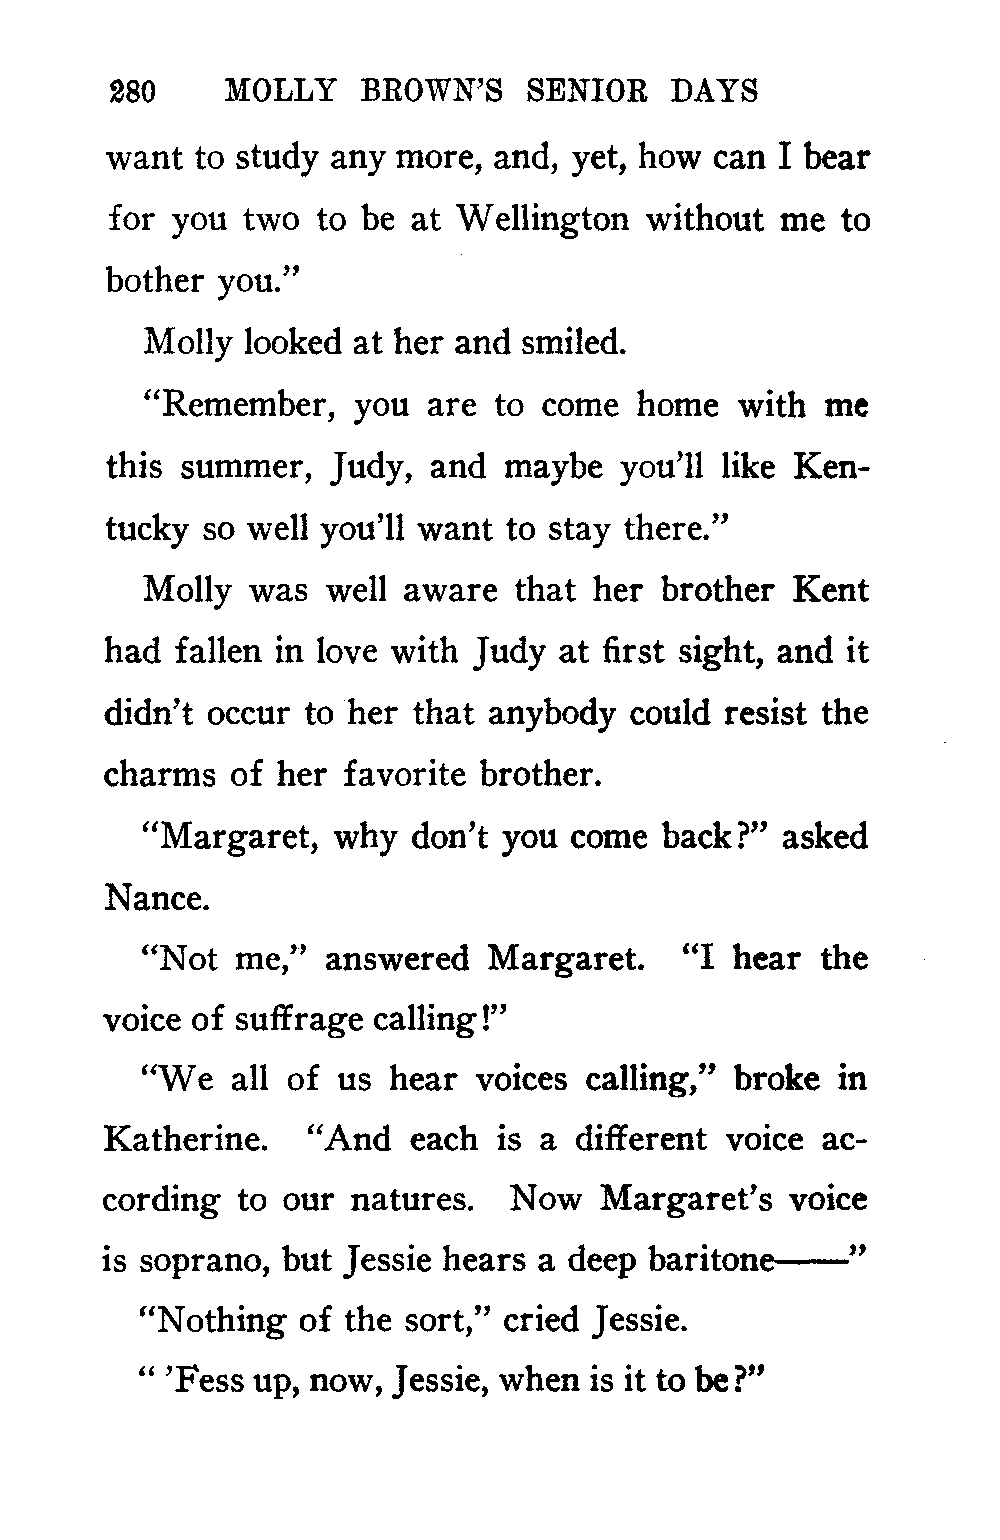 280 MOLLY BROWN'S SENIOR DAYS
want to study any more, and, yet, how can I bear
for you two to be at Wellington without me to
bother you."
Molly looked at her and smiled.
"Remember, you are to come home with me
this summer, Judy, and maybe you'll like Ken-
tucky so well you'll want to stay there."
Molly was well aware that her brother Kent
had fallen in love with Judy at first sight, and it
didn't occur to her that anybody could resist the
charms of her favorite brother.
"Margaret, why don't you come back?" asked
Nance.
"Not me," answered Margaret. "I hear the
voice of suffrage calling!"
"We all of us hear voices calling," broke in
Katherine. "And each is a different voice ac-
cording to our natures. Now Margaret's voice
is soprano, but Jessie hears a deep baritone——"
"Nothing of the sort," cried Jessie.
" 'Fess up, now, Jessie, when is it to be?"